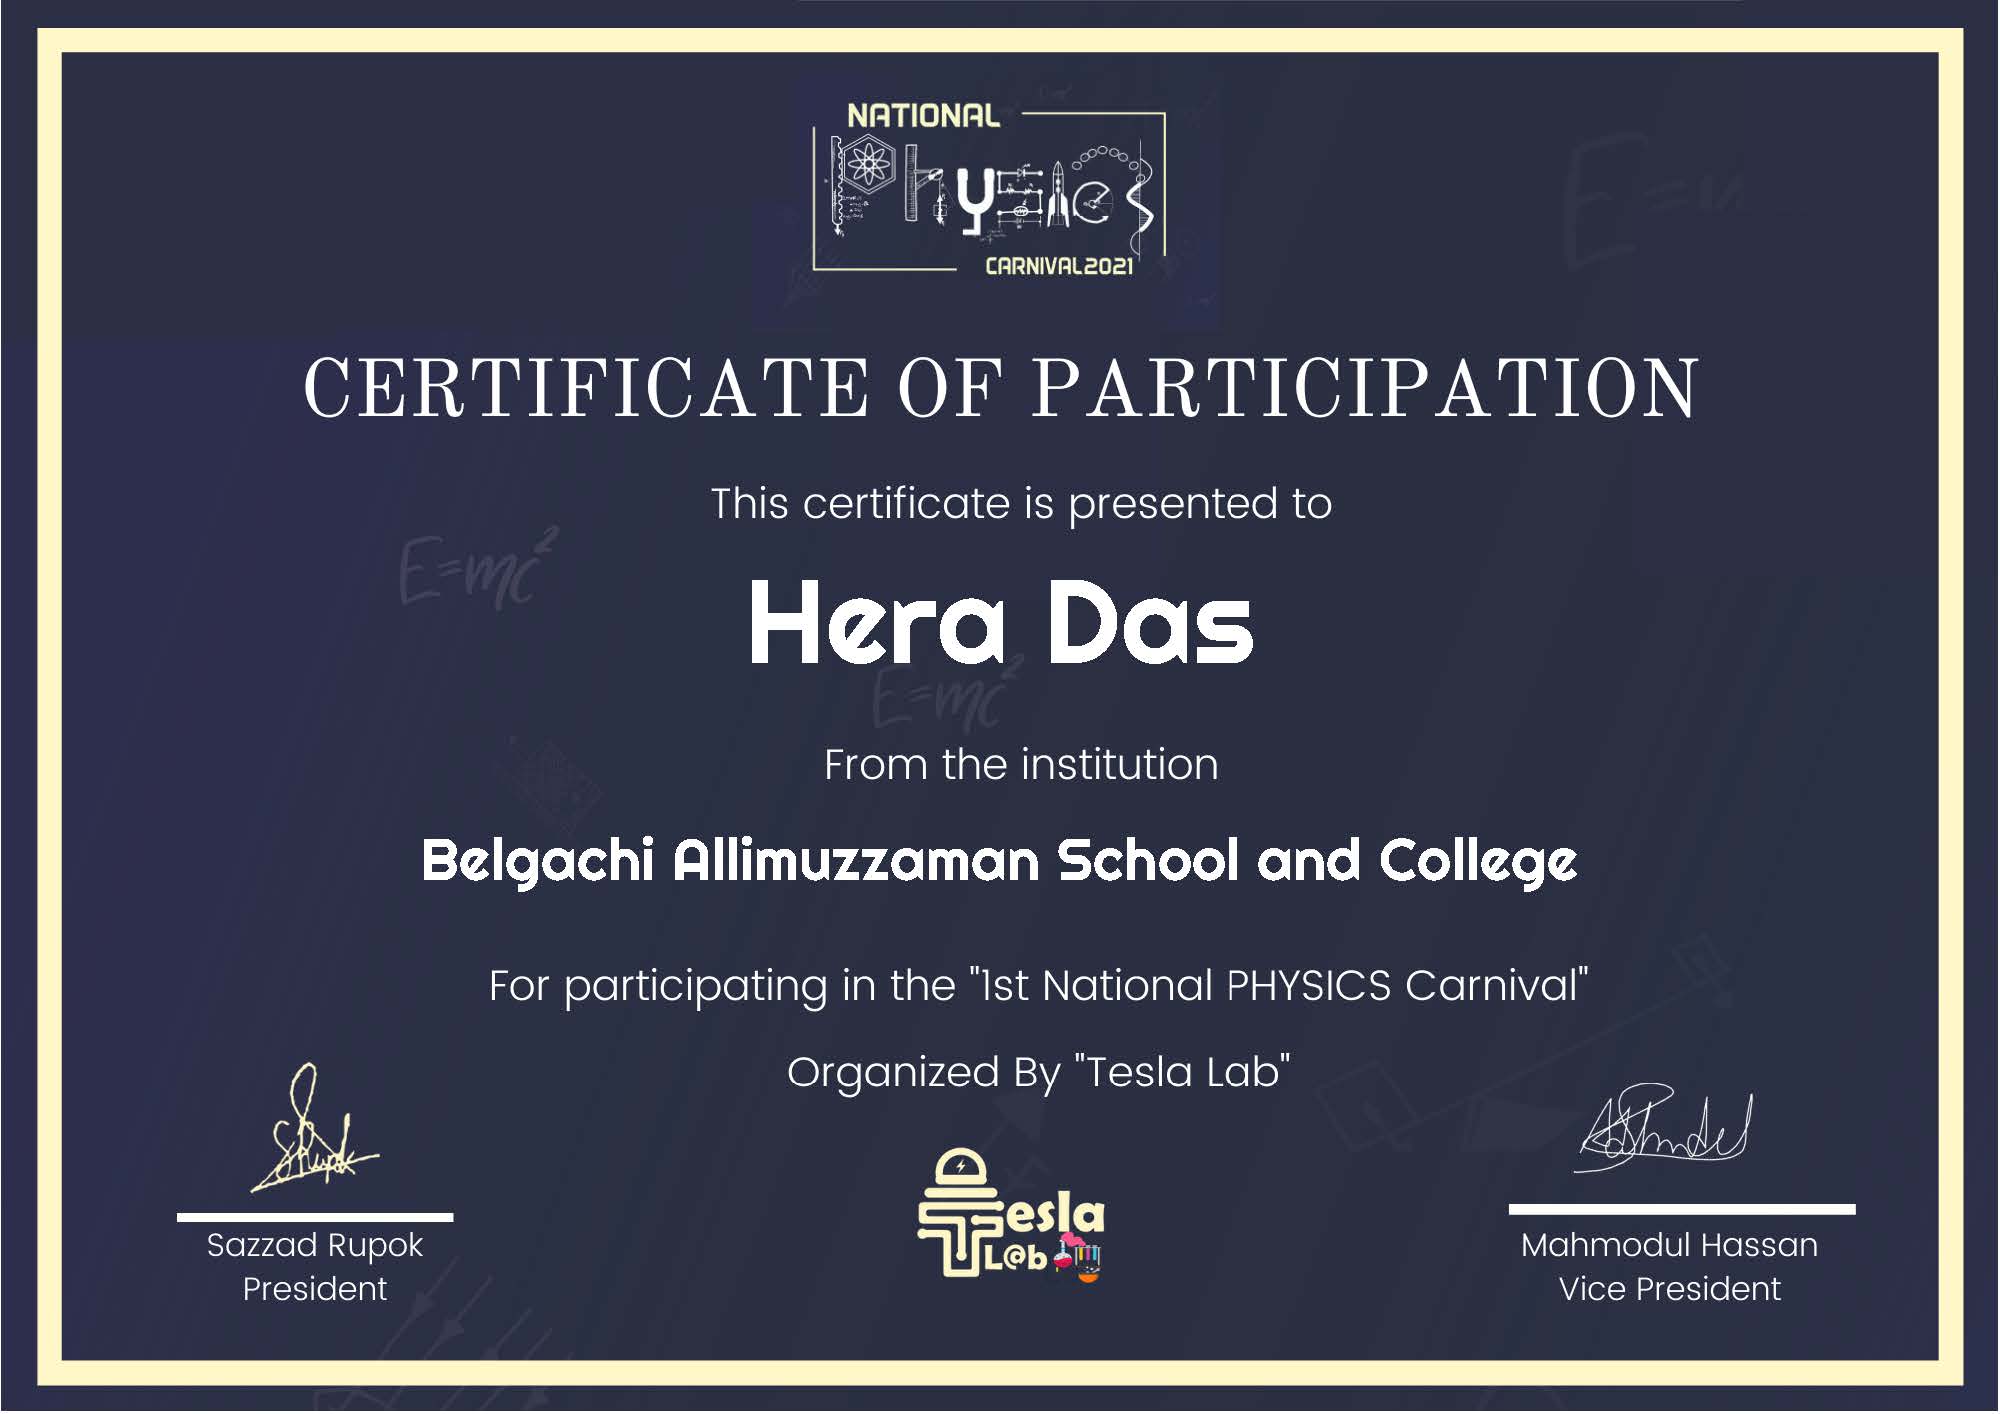 NATIONAL
Physics
CARNIVAL2021
E=m
CERTIFICATE OF PARTICIPATION
This certificate is presented to
E=mc²
Hera Das
E=mc²
From the institution
Belgachi Allimuzzaman School and College
For participating in the "1st National PHYSICS Carnival"
Organized By "Tesla Lab"
Tesla
L@b
Sazzad Rupok
President
Mahmodul Hassan
Vice President